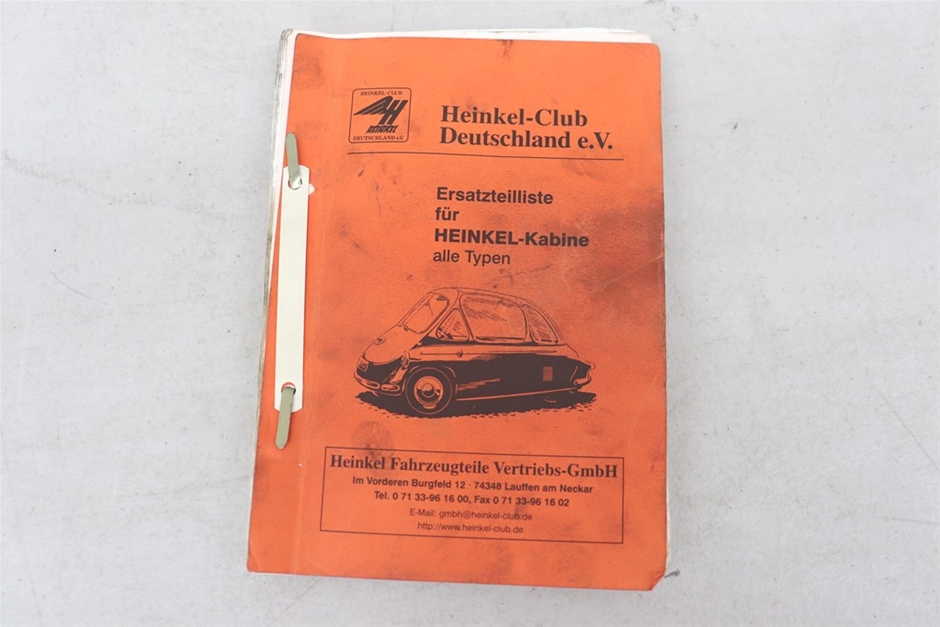 HEINKEL-CLUB
HEINKEL
DEUTSCHLAND e.V.
Heinkel-Club
Deutschland e.V.
Ersatzteilliste
für
HEINKEL-Kabine
alle Typen
Heinkel Fahrzeugteile Vertriebs-GmbH
Im Vorderen Burgfeld 12 · 74348 Lauffen am Neckar
Tel. 0 71 33-96 16 00, Fax 0 71 33-96 16 02
E-Mail: gmbh@heinkel-club.de
http://www.heinkel-club.de